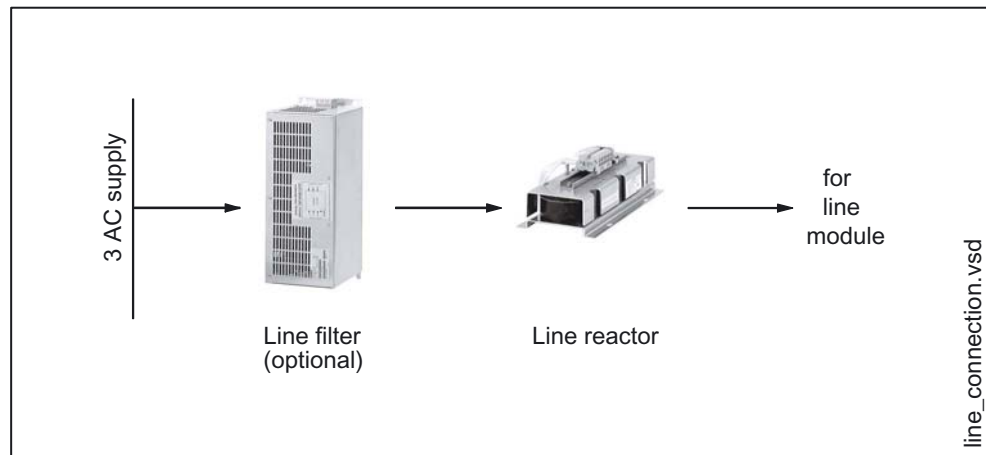 3 AC supply
Line filter
(optional)
Line reactor
for
line
module
line_connection.vsd